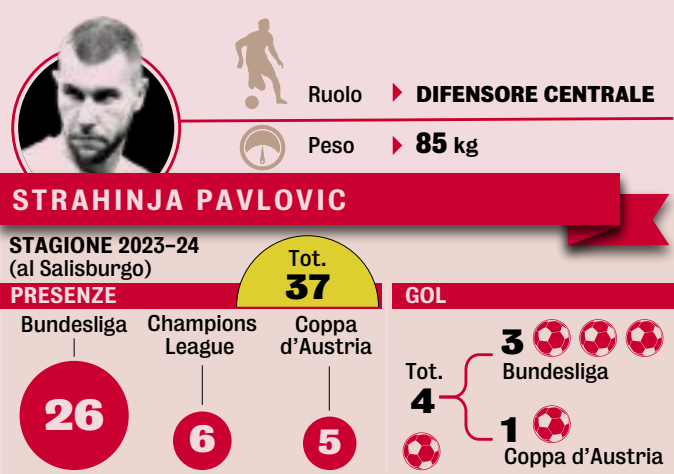 Ruolo DIFENSORE CENTRALE
Peso 85 kg
STRAHINJA PAVLOVIC
STAGIONE 2023-24
(al Salisburgo)
Tot.
37
PRESENZE
Bundesliga
26
Champions
League
6
Coppa
d'Austria
5
GOL
Tot.
4
3
Bundesliga
1
Coppa d'Austria